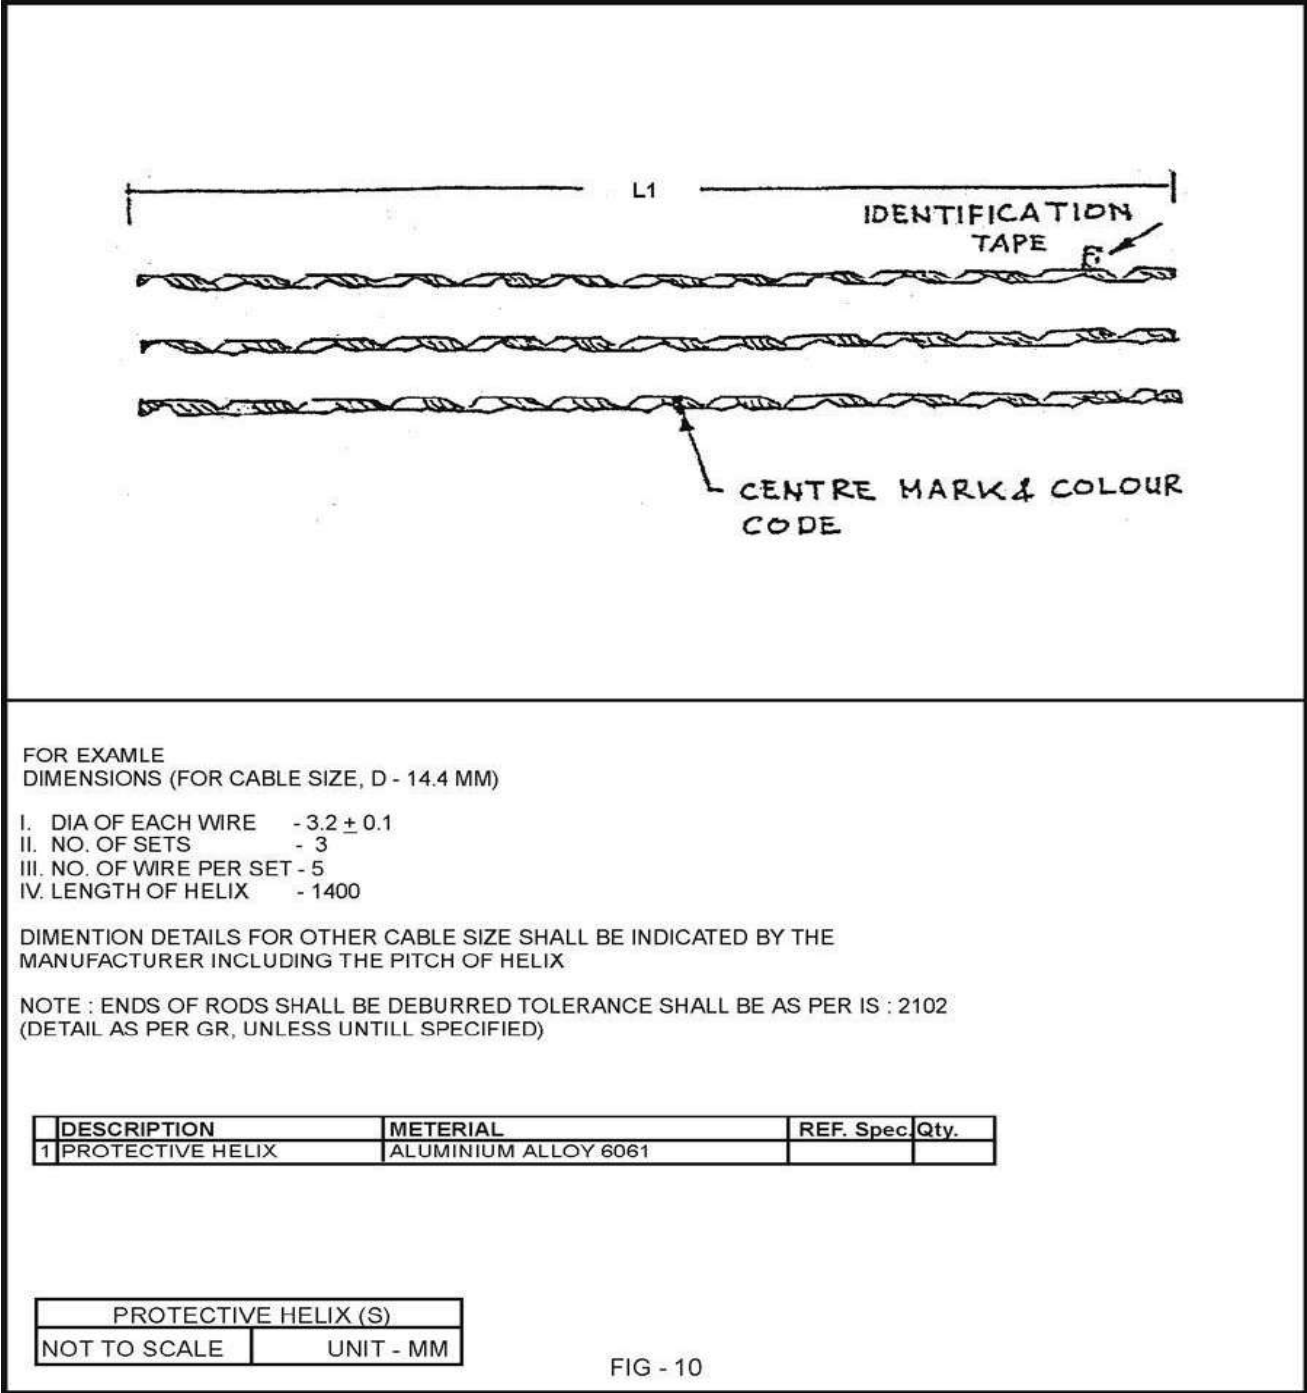 L1
IDENTIFICATION
TAPE
CENTRE MARK & COLOUR
CODE
FOR EXAMLE
DIMENSIONS (FOR CABLE SIZE, D - 14.4 MM)
I. DIA OF EACH WIRE - 3.2 ± 0.1
II. NO. OF SETS - 3
III. NO. OF WIRE PER SET - 5
IV. LENGTH OF HELIX - 1400
DIMENTION DETAILS FOR OTHER CABLE SIZE SHALL BE INDICATED BY THE
MANUFACTURER INCLUDING THE PITCH OF HELIX
NOTE : ENDS OF RODS SHALL BE DEBURRED TOLERANCE SHALL BE AS PER IS : 2102
(DETAIL AS PER GR, UNLESS UNTILL SPECIFIED)
DESCRIPTION METERIAL REF. Spec. Qty.
1 PROTECTIVE HELIX ALUMINIUM ALLOY 6061
PROTECTIVE HELIX (S)
NOT TO SCALE UNIT - MM
FIG - 10